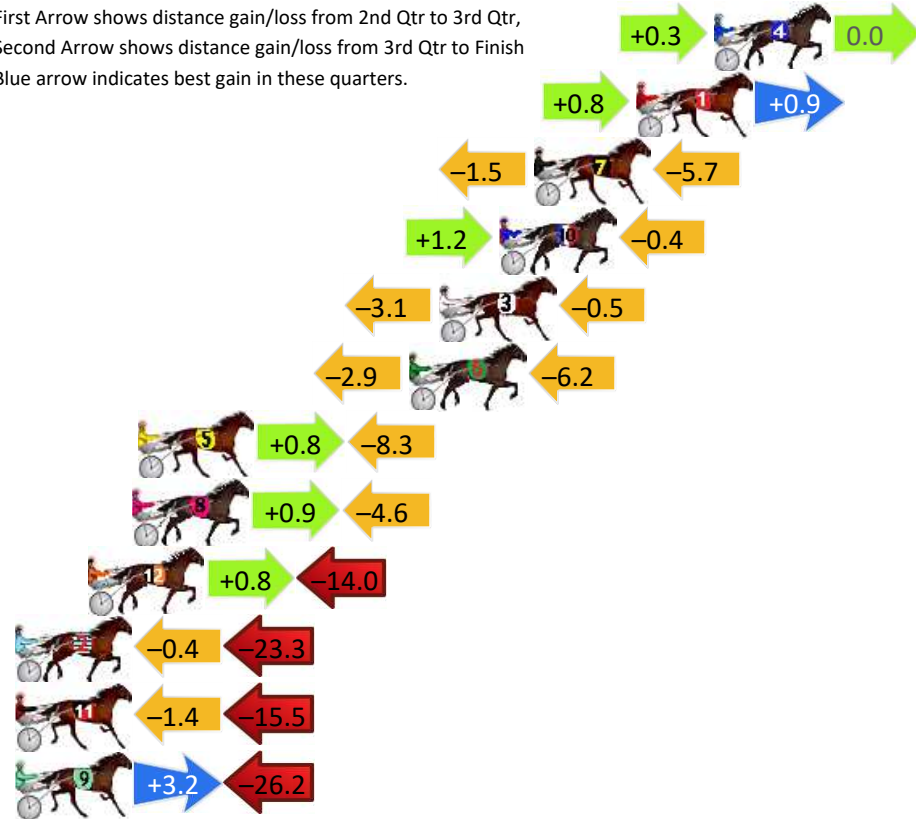 First Arrow shows distance gain/loss from 2nd Qtr to 3rd Qtr,
Second Arrow shows distance gain/loss from 3rd Qtr to Finish
Blue arrow indicates best gain in these quarters.
+0.3 4 0.0
+0.8 1 +0.9
–1.5 7 –5.7
+1.2 10 –0.4
–3.1 3 –0.5
–2.9 6 –6.2
5 +0.8 –8.3
8 +0.9 –4.6
12 +0.8 –14.0
2 –0.4 –23.3
11 –1.4 –15.5
9 +3.2 –26.2